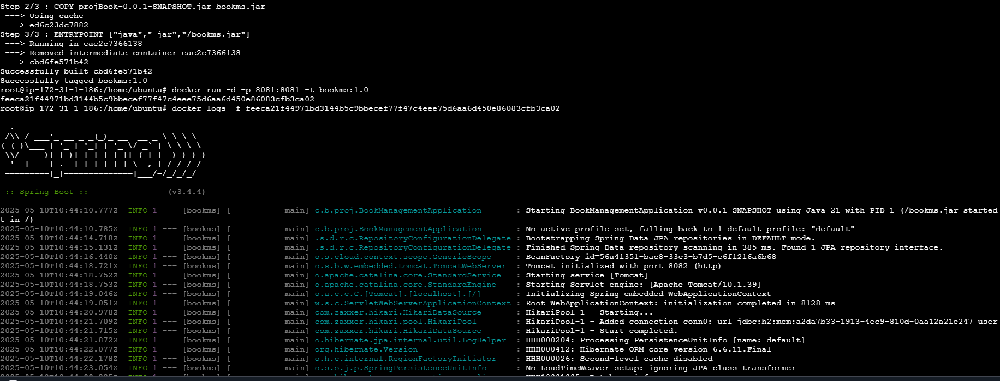 Step 2/3 : COPY projBook-0.0.1-SNAPSHOT.jar bookms.jar
 ---> Using cache
 ---> ed6c23dc7882
Step 3/3 : ENTRYPOINT ["java","-jar","/bookms.jar"]
 ---> Running in eae2c7366138
 ---> Removed intermediate container eae2c7366138
 ---> cbd6fe571b42
Successfully built cbd6fe571b42
Successfully tagged bookms:1.0
root@ip-172-31-1-186:/home/ubuntu# docker run -d -p 8081:8081 -t bookms:1.0
feeca21f44971bd3144b5c9bbecef77f47c4eee75d6aa6d450e86083cfb3ca02
root@ip-172-31-1-186:/home/ubuntu# docker logs -f feeca21f44971bd3144b5c9bbecef77f47c4eee75d6aa6d450e86083cfb3ca02
  .   ____          _            __ _ _
 /\\ / ___'_ __ _ _(_)_ __  __ _ \ \ \ \
( ( )\___ | '_ | '_| | '_ \/ _` | \ \ \ \
 \\/  ___)| |_)| | | | | || (_| |  ) ) ) )
  '  |____| .__|_| |_|_| |_\__, | / / / /
 =========|_|==============|___/=/_/_/_/
 :: Spring Boot ::                (v3.4.4)
2025-05-10T10:44:10.777Z  INFO 1 --- [bookms] [           main] c.b.proj.BookManagementApplication       : Starting BookManagementApplication v0.0.1-SNAPSHOT using Java 21 with PID 1 (/bookms.jar started
t in /)
2025-05-10T10:44:10.785Z  INFO 1 --- [bookms] [           main] c.b.proj.BookManagementApplication       : No active profile set, falling back to 1 default profile: "default"
2025-05-10T10:44:14.718Z  INFO 1 --- [bookms] [           main] .s.d.r.c.RepositoryConfigurationDelegate : Bootstrapping Spring Data JPA repositories in DEFAULT mode.
2025-05-10T10:44:15.131Z  INFO 1 --- [bookms] [           main] .s.d.r.c.RepositoryConfigurationDelegate : Finished Spring Data repository scanning in 385 ms. Found 1 JPA repository interface.
2025-05-10T10:44:16.440Z  INFO 1 --- [bookms] [           main] o.s.cloud.context.scope.GenericScope     : BeanFactory id=56a41351-bac8-33c3-b7d5-e6f1216a6b68
2025-05-10T10:44:18.721Z  INFO 1 --- [bookms] [           main] o.s.b.w.embedded.tomcat.TomcatWebServer  : Tomcat initialized with port 8082 (http)
2025-05-10T10:44:18.752Z  INFO 1 --- [bookms] [           main] o.apache.catalina.core.StandardService   : Starting service [Tomcat]
2025-05-10T10:44:18.753Z  INFO 1 --- [bookms] [           main] o.apache.catalina.core.StandardEngine    : Starting Servlet engine: [Apache Tomcat/10.1.39]
2025-05-10T10:44:19.046Z  INFO 1 --- [bookms] [           main] o.a.c.c.C.[Tomcat].[localhost].[/]       : Initializing Spring embedded WebApplicationContext
2025-05-10T10:44:19.051Z  INFO 1 --- [bookms] [           main] w.s.c.ServletWebServerApplicationContext : Root WebApplicationContext: initialization completed in 8128 ms
2025-05-10T10:44:20.978Z  INFO 1 --- [bookms] [           main] com.zaxxer.hikari.HikariDataSource       : HikariPool-1 - Starting...
2025-05-10T10:44:21.709Z  INFO 1 --- [bookms] [           main] com.zaxxer.hikari.pool.HikariPool        : HikariPool-1 - Added connection conn0: url=jdbc:h2:mem:a2da7b33-1913-4ec9-810d-0aa12a21e247 user=
2025-05-10T10:44:21.715Z  INFO 1 --- [bookms] [           main] com.zaxxer.hikari.HikariDataSource       : HikariPool-1 - Start completed.
2025-05-10T10:44:21.872Z  INFO 1 --- [bookms] [           main] o.hibernate.jpa.internal.util.LogHelper  : HHH000204: Processing PersistenceUnitInfo [name: default]
2025-05-10T10:44:22.077Z  INFO 1 --- [bookms] [           main] org.hibernate.Version                    : HHH000412: Hibernate ORM core version 6.6.11.Final
2025-05-10T10:44:22.178Z  INFO 1 --- [bookms] [           main] o.h.c.internal.RegionFactoryInitiator    : HHH000026: Second-level cache disabled
2025-05-10T10:44:23.054Z  INFO 1 --- [bookms] [           main] o.s.o.j.p.SpringPersistenceUnitInfo      : No LoadTimeWeaver setup: ignoring JPA class transformer